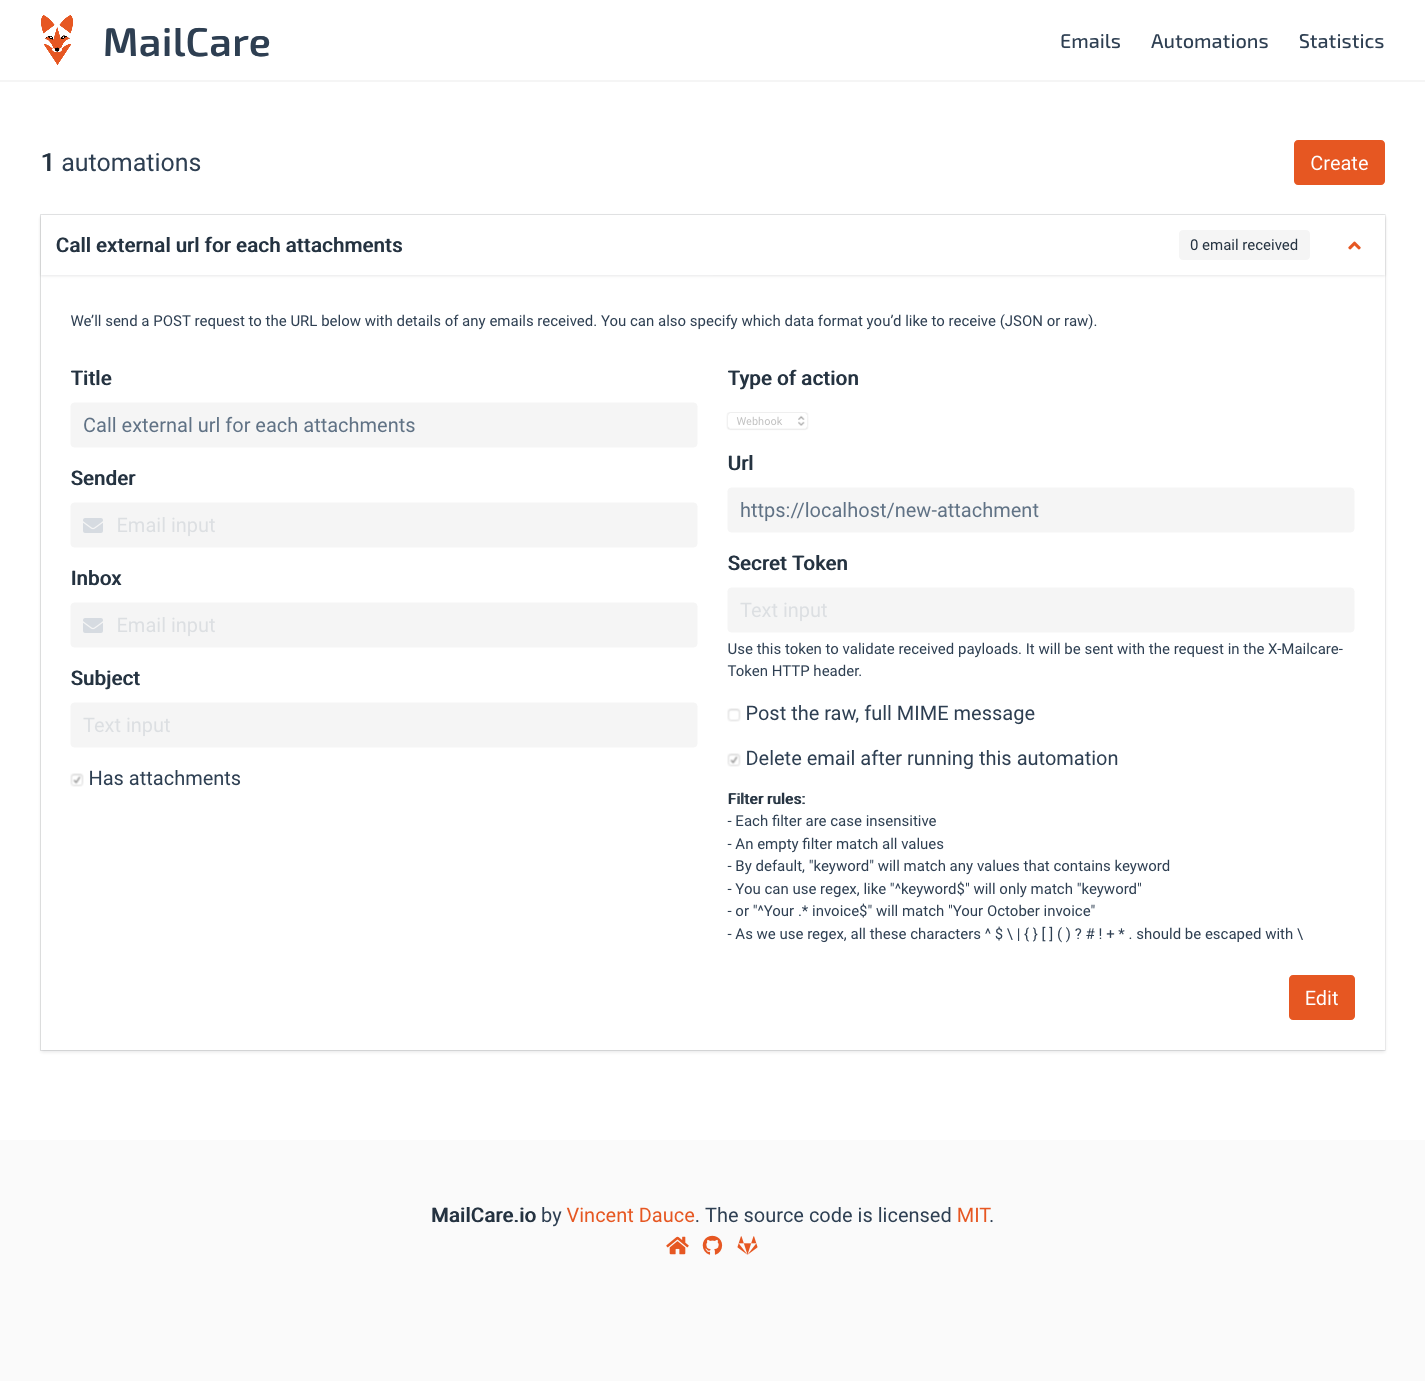 MailCare
Emails Automations Statistics
1 automations
Create
Call external url for each attachments
0 email received
We'll send a POST request to the URL below with details of any emails received. You can also specify which data format you'd like to receive (JSON or raw).
Title
Call external url for each attachments
Sender
Email input
Inbox
Email input
Subject
Text input
Has attachments
Type of action
Webhook
Url
https://localhost/new-attachment
Secret Token
Text input
Use this token to validate received payloads. It will be sent with the request in the X-Mailcare-
Token HTTP header.
Post the raw, full MIME message
Delete email after running this automation
Filter rules:
- Each filter are case insensitive
- An empty filter match all values
- By default, "keyword" will match any values that contains keyword
- You can use regex, like "^keyword$" will only match "keyword"
- or "^Your .* invoice$" will match "Your October invoice"
- As we use regex, all these characters ^ $ \ | { } [ ] ( ) ? # ! + * . should be escaped with \
Edit
MailCare.io by Vincent Dauce. The source code is licensed MIT.